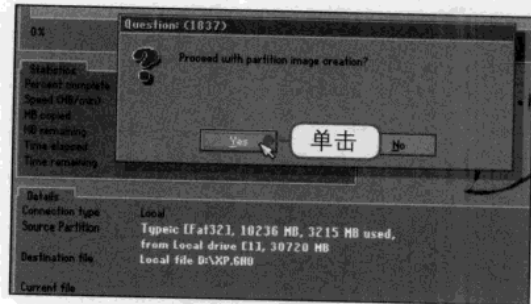 Question: (1837)
0%
Proceed with partition image creation?
Statistics
Percent complete
Speed (MB/min)
MB copied
MB remaining
Time elapsed
Time remaining
Yes
单击
No
Details
Connection type Local
Source Partition Type:c [Fat32], 10236 MB, 3215 MB used,
from Local drive [1], 30720 MB
Destination file Local file D:\XP.GHO
Current file